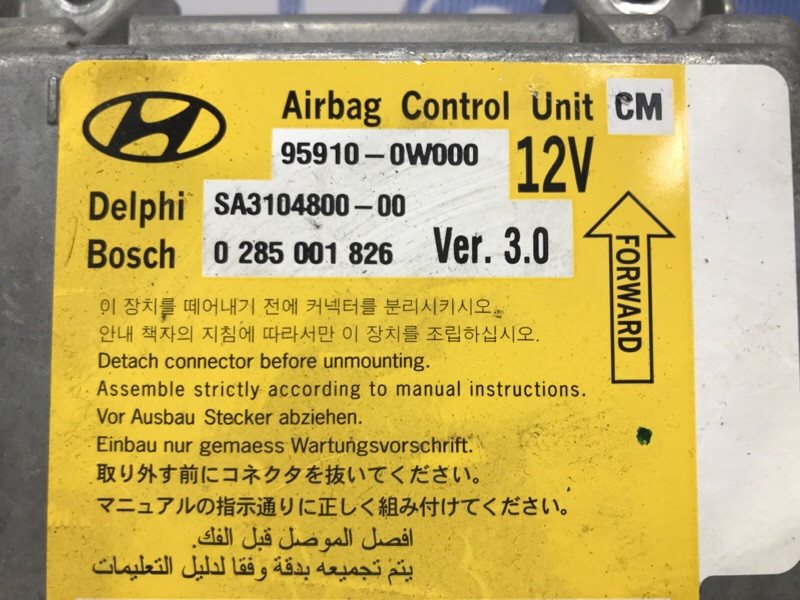 Airbag Control Unit CM
95910-0W000 12V
Delphi SA3104800-00
Bosch 0 285 001 826 Ver. 3.0
FORWARD
이 장치를 떼어내기 전에 커넥터를 분리시키시오.
안내 책자의 지침에 따라서만 이 장치를 조립하십시오.
Detach connector before unmounting.
Assemble strictly according to manual instructions.
Vor Ausbau Stecker abziehen.
Einbau nur gemaess Wartungsvorschrift.
取り外す前にコネクタを抜いてください。
マニュアルの指示通りに正しく組み付けてください。
افصل الموصل قبل الفك.
يتم تجميعه بدقة وفقا لدليل التعليمات